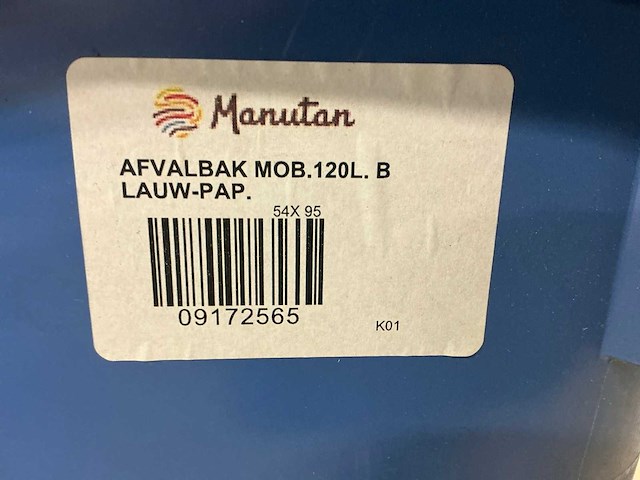 Manutan
AFVALBAK MOB.120L. B
LAUW-PAP.
54X 95
09172565
K01